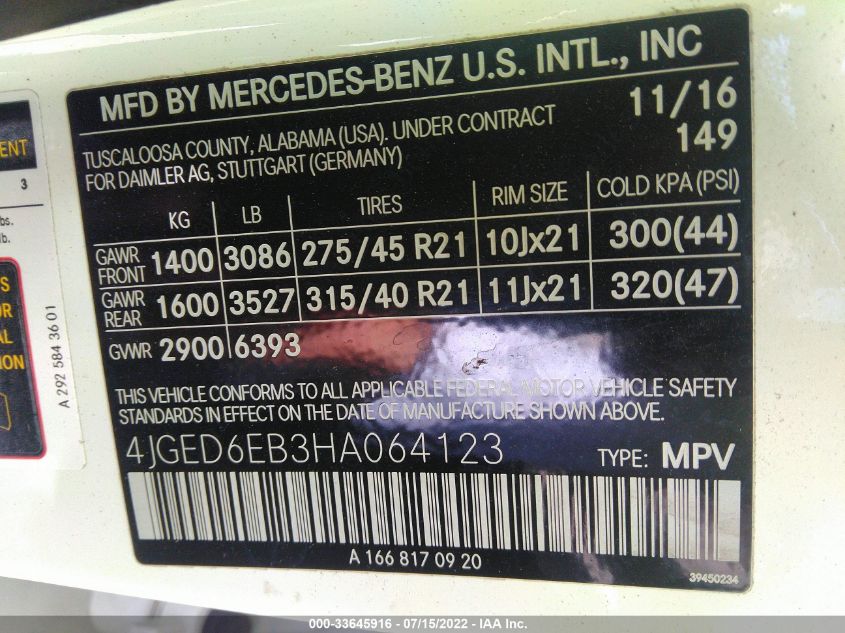 MFD BY MERCEDES-BENZ U.S. INTL., INC
TUSCALOOSA COUNTY, ALABAMA (USA). UNDER CONTRACT
FOR DAIMLER AG, STUTTGART (GERMANY)
11/16
149
KG LB TIRES RIM SIZE COLD KPA (PSI)
GAWR FRONT 1400 3086 275/45 R21 10Jx21 300(44)
GAWR REAR 1600 3527 315/40 R21 11Jx21 320(47)
GVWR 2900 6393
THIS VEHICLE CONFORMS TO ALL APPLICABLE FEDERAL MOTOR VEHICLE SAFETY
STANDARDS IN EFFECT ON THE DATE OF MANUFACTURE SHOWN ABOVE.
4JGED6EB3HA064123 TYPE: MPV
A 166 817 09 20
39450234
A 292 584 36 01
3
lb.
000-33645916 - 07/15/2022 - IAA Inc.